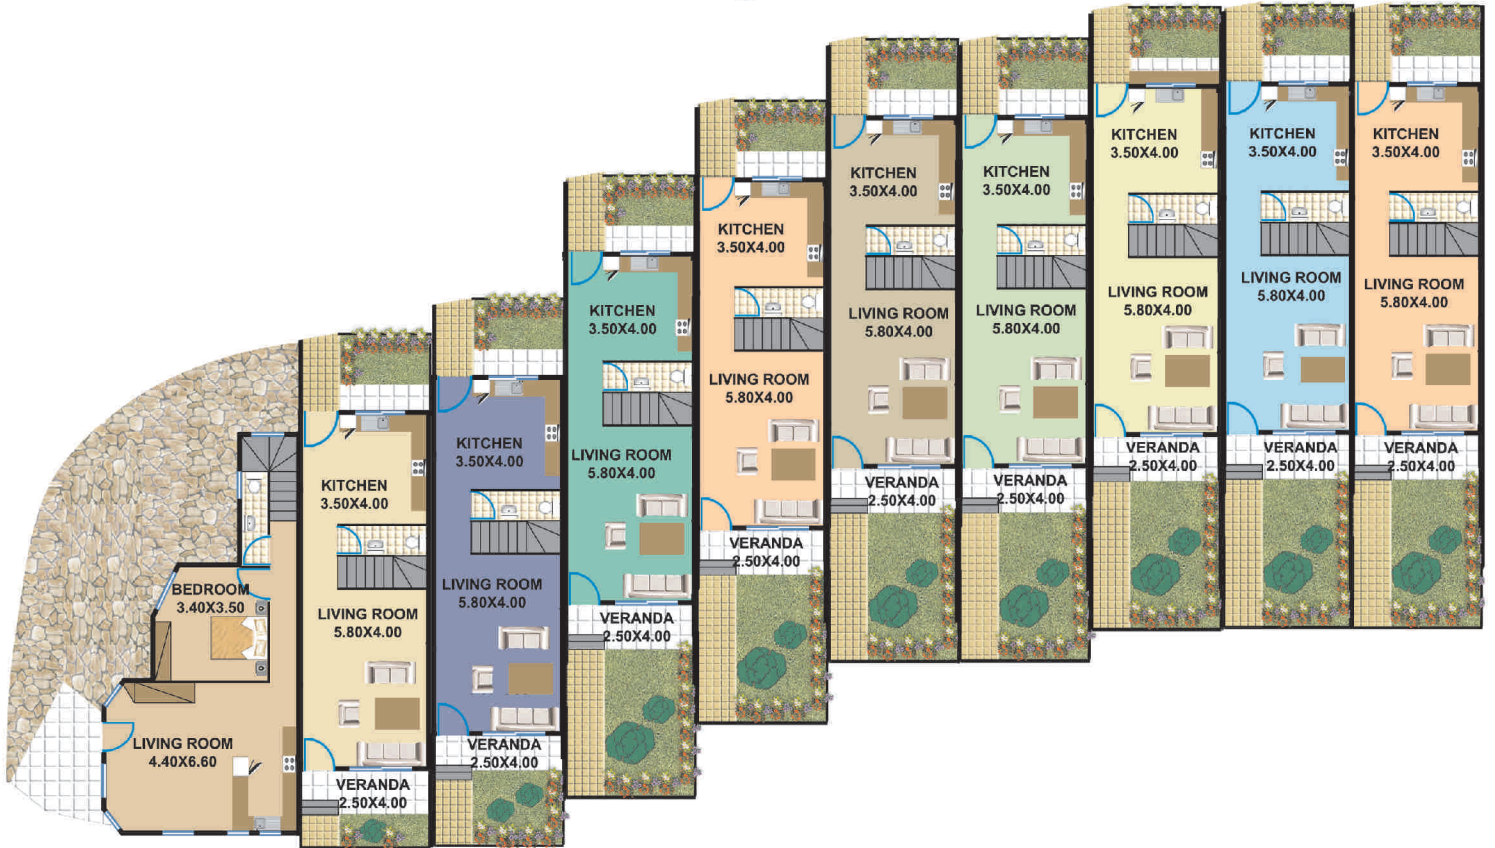 BEDROOM
3.40X3.50
LIVING ROOM
4.40X6.60
KITCHEN
3.50X4.00
LIVING ROOM
5.80X4.00
VERANDA
2.50X4.00
KITCHEN
3.50X4.00
LIVING ROOM
5.80X4.00
VERANDA
2.50X4.00
KITCHEN
3.50X4.00
LIVING ROOM
5.80X4.00
VERANDA
2.50X4.00
KITCHEN
3.50X4.00
LIVING ROOM
5.80X4.00
VERANDA
2.50X4.00
KITCHEN
3.50X4.00
LIVING ROOM
5.80X4.00
VERANDA
2.50X4.00
KITCHEN
3.50X4.00
LIVING ROOM
5.80X4.00
VERANDA
2.50X4.00
KITCHEN
3.50X4.00
LIVING ROOM
5.80X4.00
VERANDA
2.50X4.00
KITCHEN
3.50X4.00
LIVING ROOM
5.80X4.00
VERANDA
2.50X4.00
KITCHEN
3.50X4.00
LIVING ROOM
5.80X4.00
VERANDA
2.50X4.00